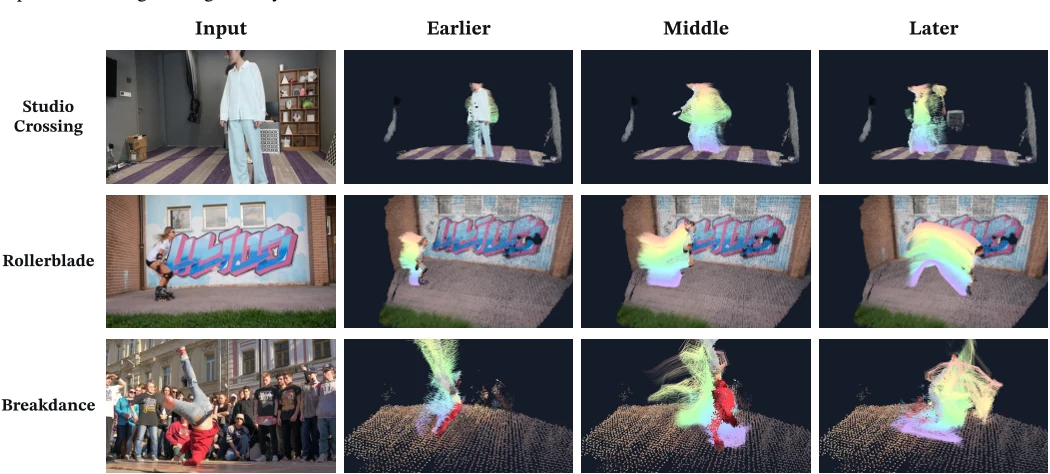 Input Earlier Middle Later
Studio
Crossing
Rollerblade
Breakdance